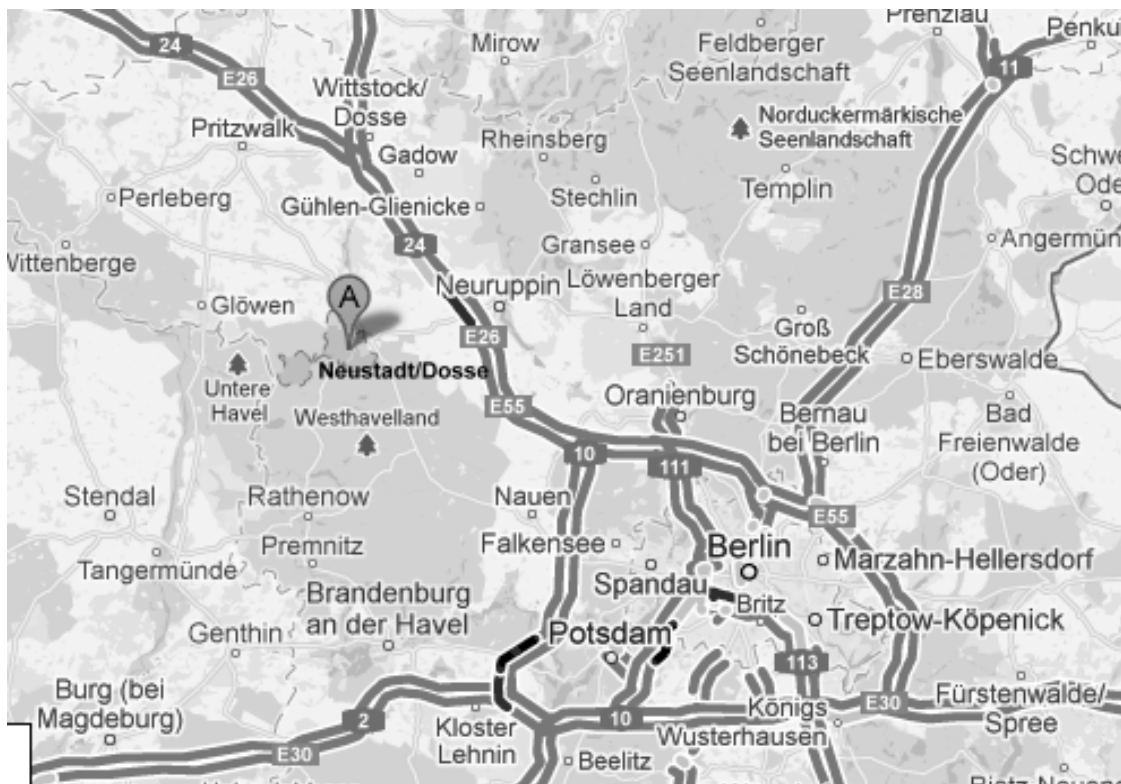 Prenzlau
Penku
24
Mirow
Feldberger
Seenlandschaft
11
E26
Wittstock/
Dosse
Norduckermärkische
Seenlandschaft
Pritzwalk
Rheinsberg
Gadow
Schwe
Ode
Perleberg
Gühlen-Glienicke
Stechlin
Templin
24
Gransee
Angermün
Wittenberge
Neuruppin
Löwenberger
Land
E28
Glöwen
A
E26
Groß
Schönebeck
E251
Eberswalde
Neustadt/Dosse
Untere
Havel
Oranienburg
E55
Westhavelland
Bernau
bei Berlin
Bad
Freienwalde
(Oder)
10
111
Stendal
Rathenow
Nauen
E55
Premnitz
Falkensee
Berlin
Marzahn-Hellersdorf
Tangermünde
Spandau
Brandenburg
an der Havel
Britz
Treptow-Köpenick
Genthin
Potsdam
113
Burg (bei
Magdeburg)
2
Kloster
Lehnin
10
Königs
Wusterhausen
E30
Fürstenwalde/
Spree
E30
Beelitz